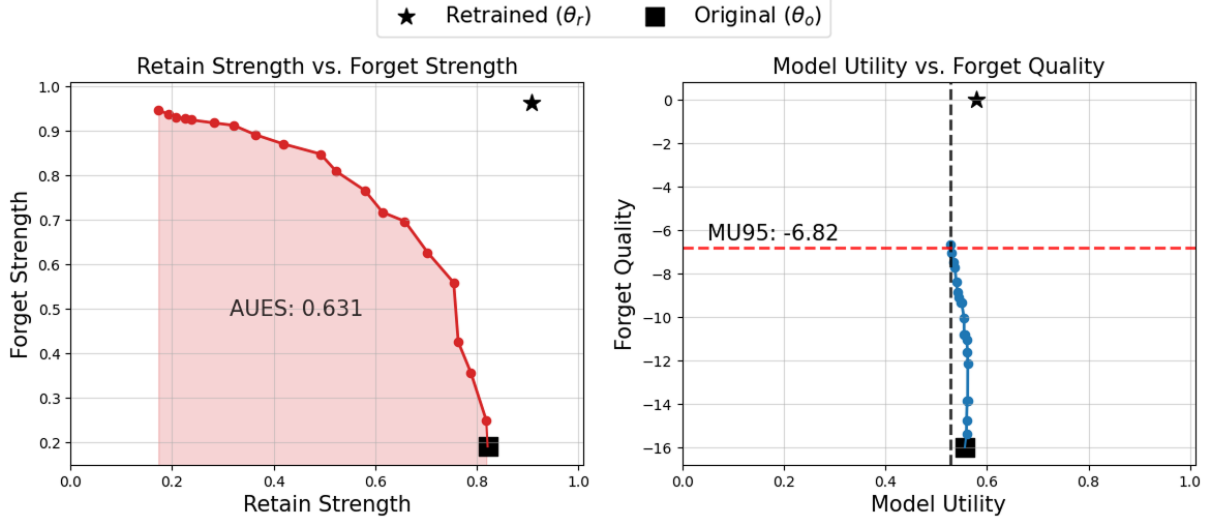 Retrained (θr)
Original (θo)
Retain Strength vs. Forget Strength
Forget Strength
1.0
0.9
0.8
0.7
0.6
0.5
0.4
0.3
0.2
AUES: 0.631
0.0 0.2 0.4 0.6 0.8 1.0
Retain Strength
Model Utility vs. Forget Quality
Forget Quality
0
−2
−4
−6
−8
−10
−12
−14
−16
MU95: -6.82
0.0 0.2 0.4 0.6 0.8 1.0
Model Utility